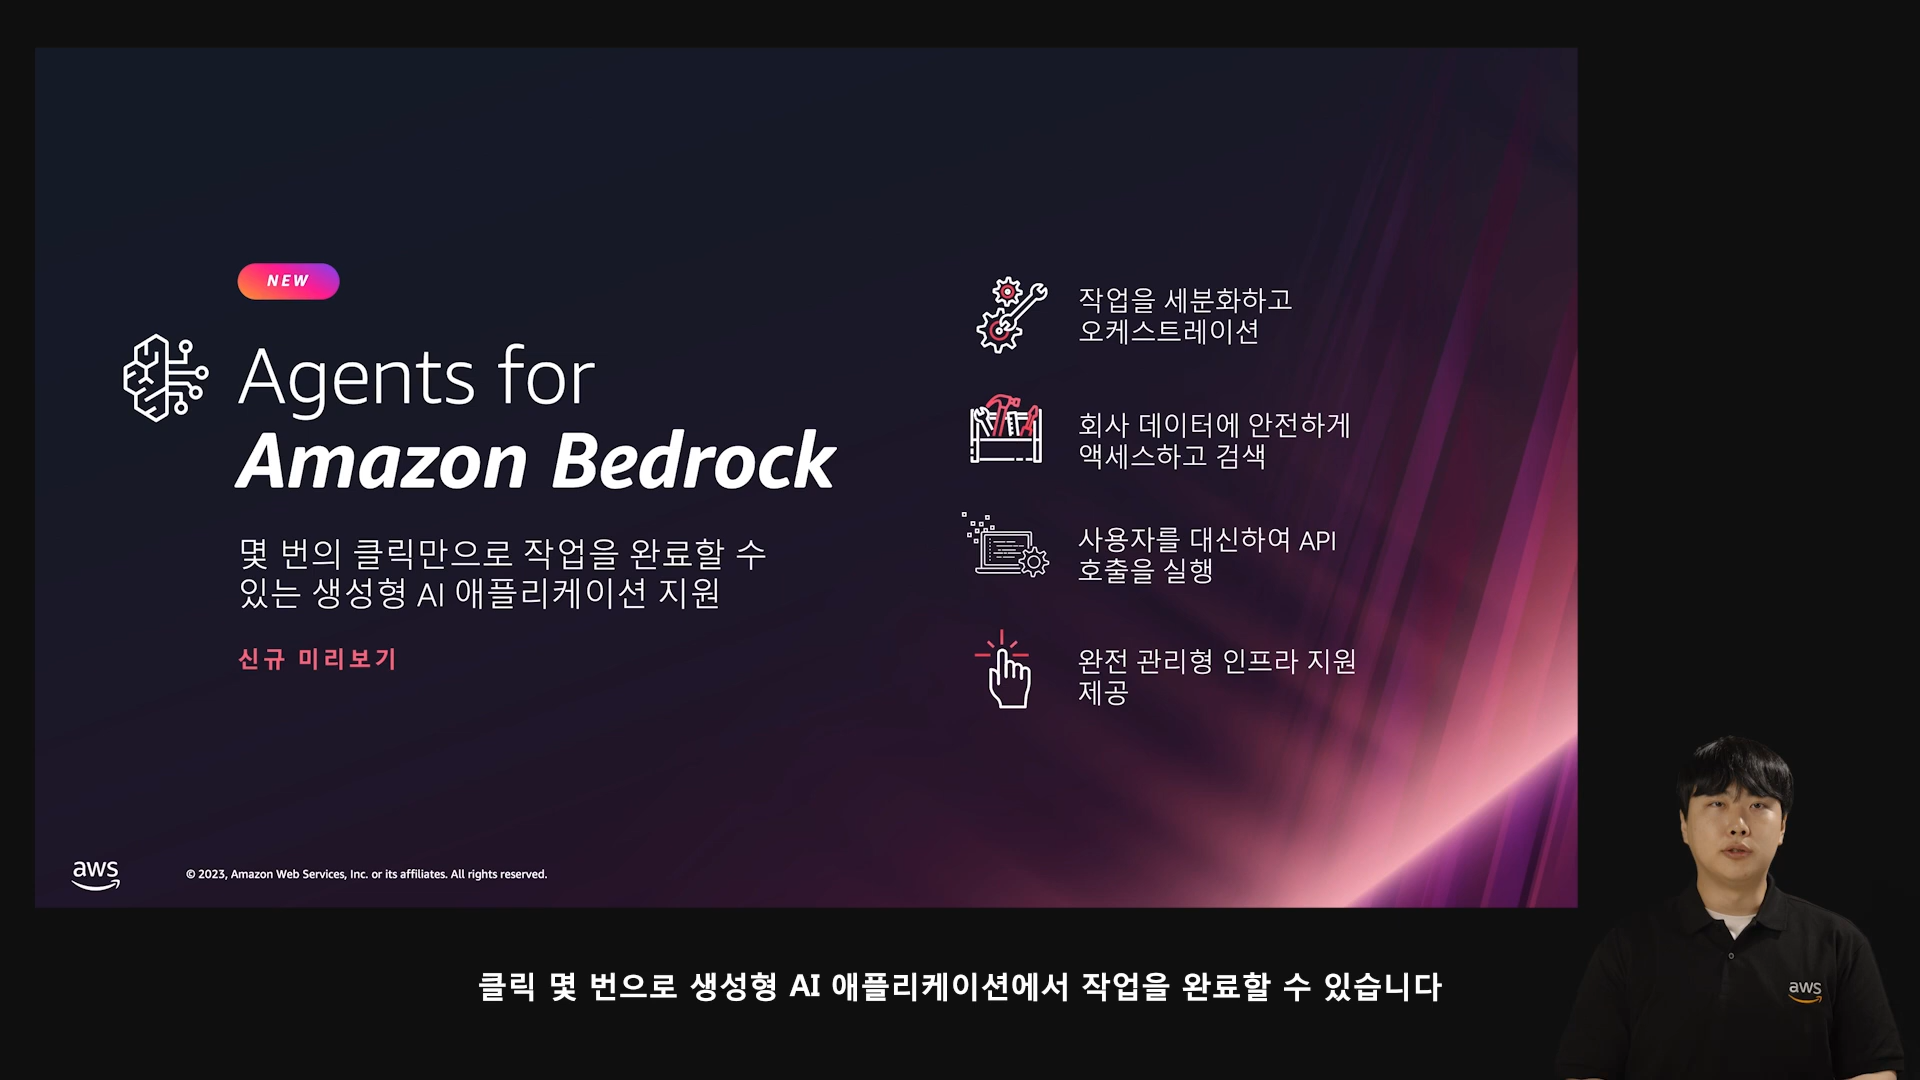 NEW
Agents for
Amazon Bedrock
몇 번의 클릭만으로 작업을 완료할 수
있는 생성형 AI 애플리케이션 지원
신규 미리보기
작업을 세분화하고
오케스트레이션
회사 데이터에 안전하게
액세스하고 검색
사용자를 대신하여 API
호출을 실행
완전 관리형 인프라 지원
제공
aws
© 2023, Amazon Web Services, Inc. or its affiliates. All rights reserved.
aws
클릭 몇 번으로 생성형 AI 애플리케이션에서 작업을 완료할 수 있습니다